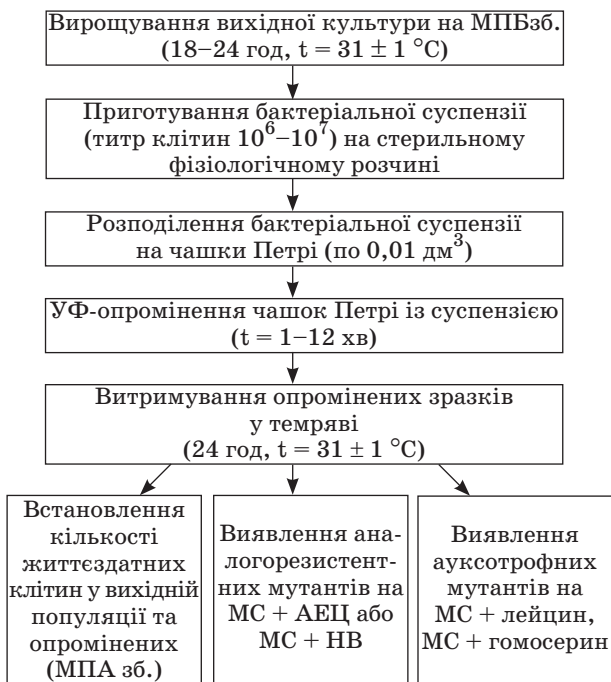 Вирощування вихідної культури на МПБзб.
(18–24 год, t = 31 ± 1 °С)
Приготування бактеріальної суспензії
(титр клітин 10⁶–10⁷) на стерильному
фізіологічному розчині
Розподілення бактеріальної суспензії
на чашки Петрі (по 0,01 дм³)
УФ-опромінення чашок Петрі із суспензією
(t = 1–12 хв)
Витримування опромінених зразків
у темряві
(24 год, t = 31 ± 1 °С)
Встановлення
кількості
життєздатних
клітин у вихідній
популяції та
опромінених
(МПА зб.)
Виявлення ана-
логорезистент-
них мутантів на
МС + АЕЦ або
МС + НВ
Виявлення
ауксотрофних
мутантів на
МС + лейцин,
МС + гомосерин